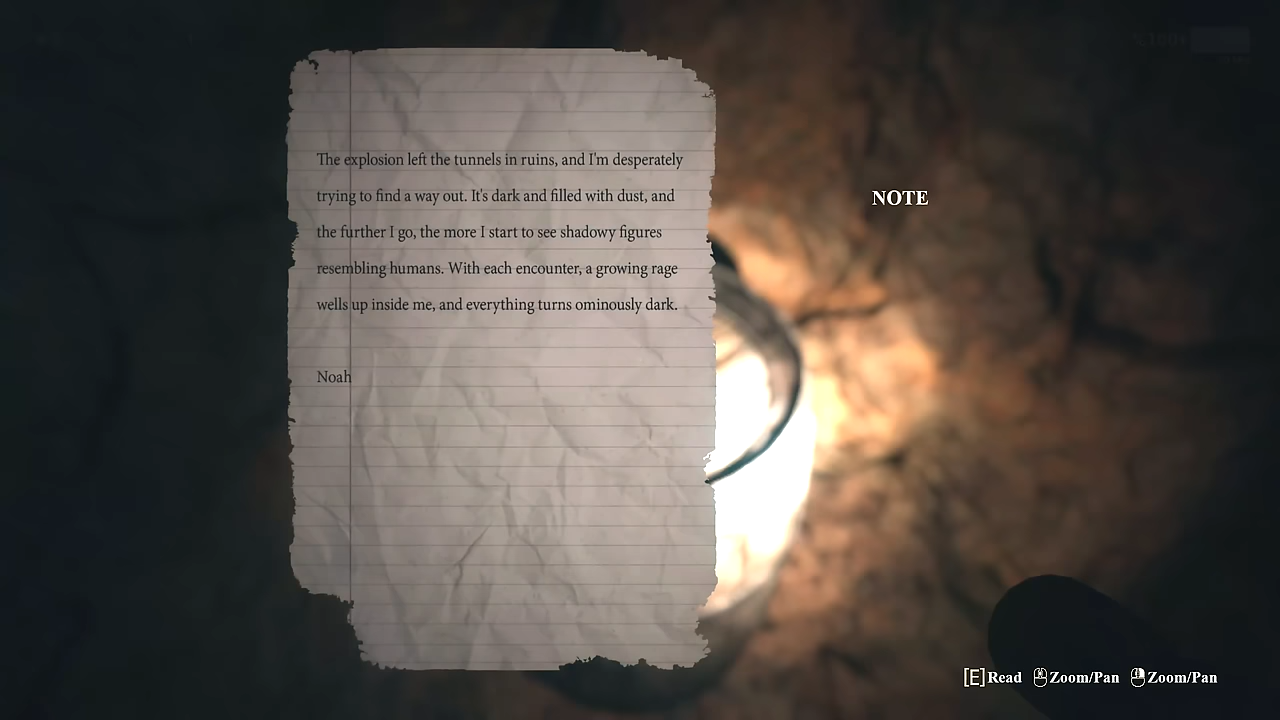 The explosion left the tunnels in ruins, and I'm desperately
trying to find a way out. It's dark and filled with dust, and
the further I go, the more I start to see shadowy figures
resembling humans. With each encounter, a growing rage
wells up inside me, and everything turns ominously dark.
Noah
NOTE
[E] Read Zoom/Pan Zoom/Pan